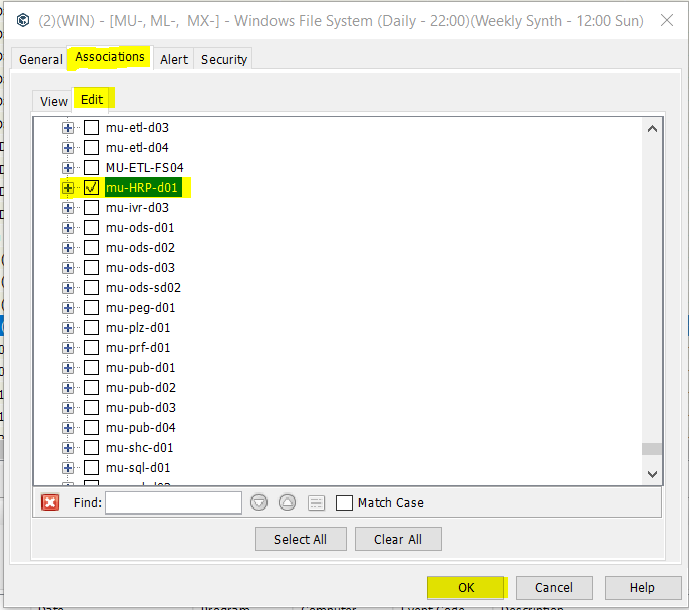 (2)(WIN) - [MU-, ML-, MX-] - Windows File System (Daily - 22:00)(Weekly Synth - 12:00 Sun)
General Associations Alert Security
View Edit
mu-etl-d03
mu-etl-d04
MU-ETL-FS04
mu-HRP-d01
mu-ivr-d03
mu-ods-d01
mu-ods-d02
mu-ods-d03
mu-ods-sd02
mu-peg-d01
mu-plz-d01
mu-prf-d01
mu-pub-d01
mu-pub-d02
mu-pub-d03
mu-pub-d04
mu-shc-d01
mu-sql-d01
Find: Match Case
Select All Clear All
OK Cancel Help